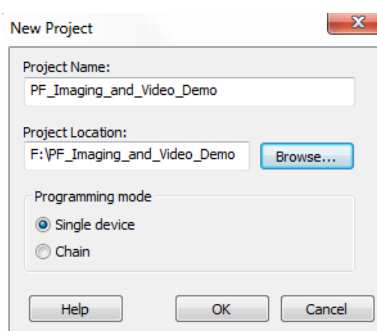 New Project
Project Name:
PF_Imaging_and_Video_Demo
Project Location:
F:\PF_Imaging_and_Video_Demo Browse...
Programming mode
Single device
Chain
Help OK Cancel